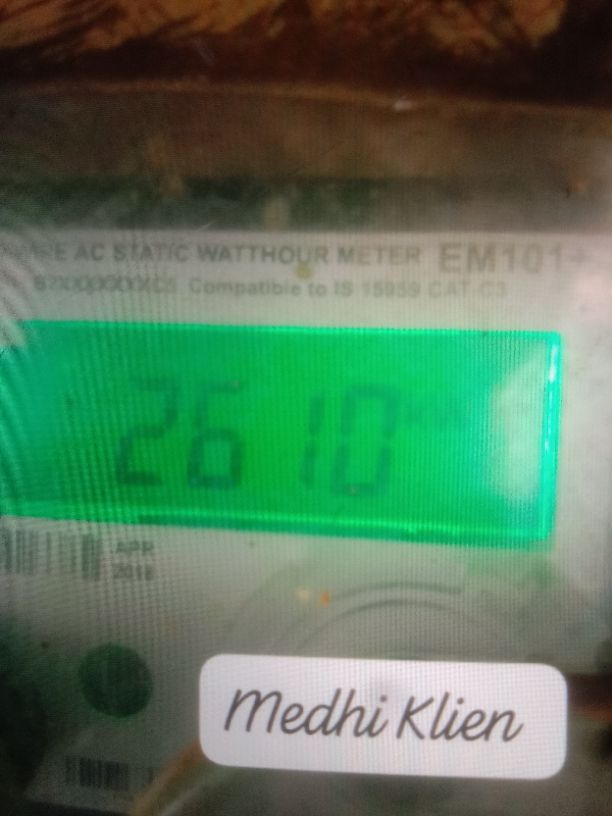 AC STATIC WATTHOUR METER EM101+
Compatible to IS 15959 CAT C3
2610
APR
2018
Medhi Klien